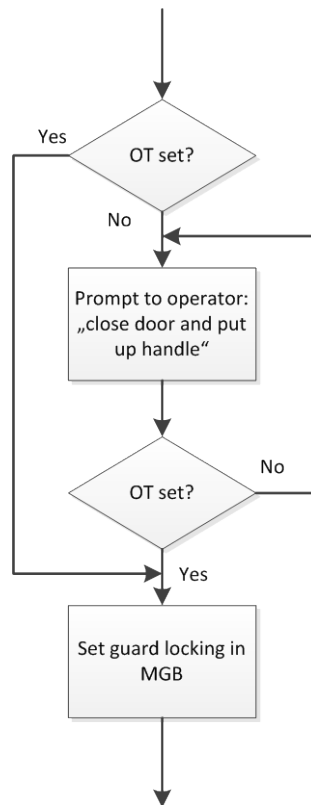 Yes
OT set?
No
Prompt to operator:
„close door and put
up handle“
OT set?
No
Yes
Set guard locking in
MGB